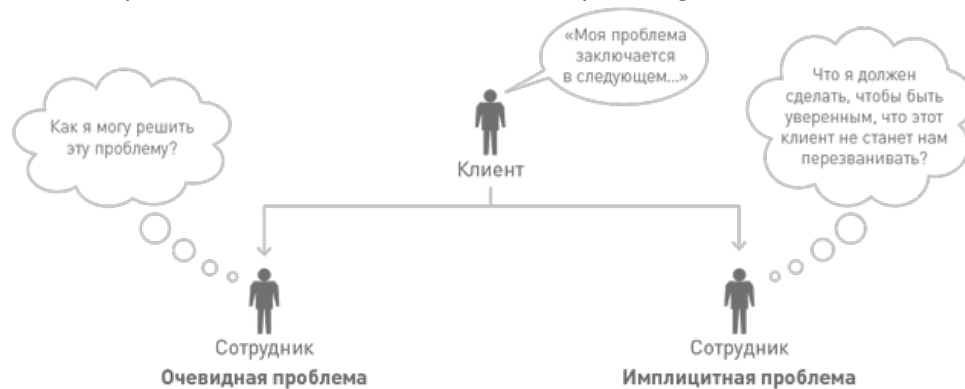 «Моя проблема
заключается
в следующем...»
Что я должен
сделать, чтобы быть
уверенным, что этот
клиент не станет нам
перезванивать?
Как я могу решить
эту проблему?
Клиент
Сотрудник
Очевидная проблема
Сотрудник
Имплицитная проблема